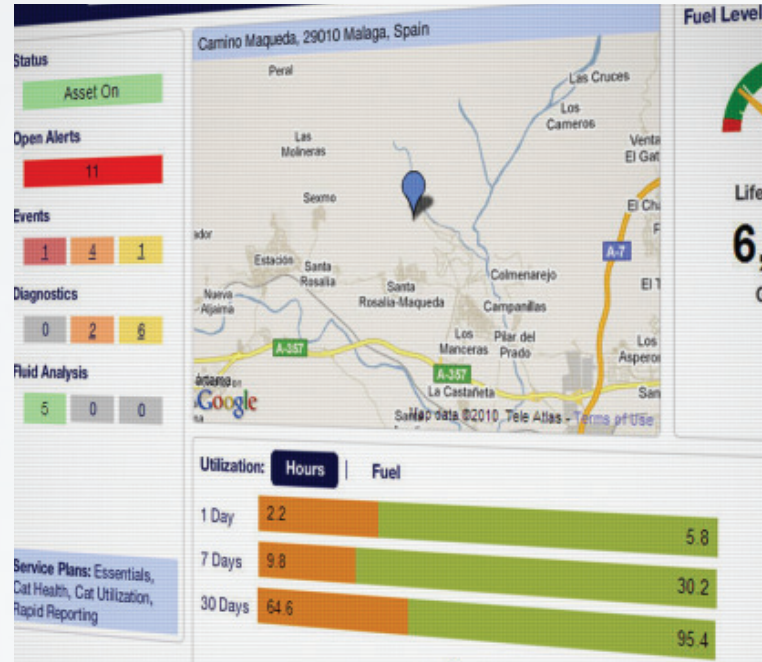 Status
Asset On
Open Alerts
11
Events
1 4 1
Diagnostics
0 2 6
Fluid Analysis
5 0 0
Service Plans: Essentials,
Cat Health, Cat Utilization,
Rapid Reporting
Camino Maqueda, 29010 Malaga, Spain
Peral
Las Cruces
Los
Cameros
Las
Molineras
Venta
El Gat
Sexmo
El Cha
ador
A-7
Estación
Santa
Rosalia
Colmenarejo
El T
Nueva
Aljaima
Santa
Rosalia-Maqueda
Campanillas
Los
Manceras
Pilar del
Prado
Los
Asperon
A-357
A-357
La Castañeta
San
Google
Map data ©2010 Tele Atlas - Terms of Use
Utilization: Hours | Fuel
1 Day 2.2 5.8
7 Days 9.8 30.2
30 Days 64.6 95.4
Fuel Level
Life
6,